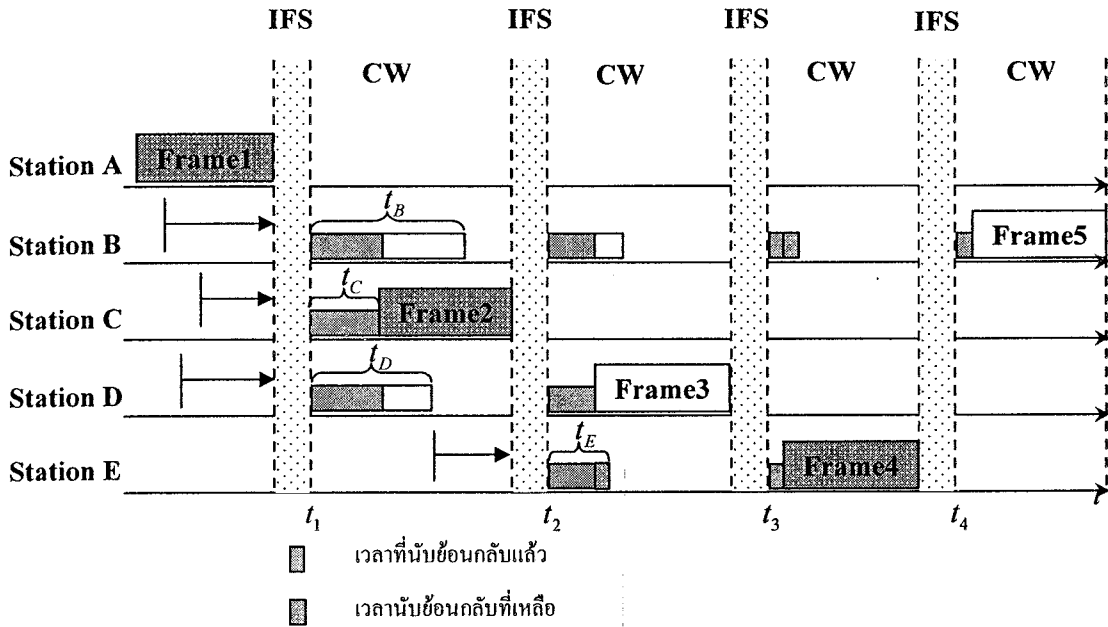 IFS IFS IFS IFS
CW CW CW CW
Station A Frame1
Station B t_B Frame5
Station C t_C Frame2
Station D t_D Frame3
Station E t_E Frame4
t_1 t_2 t_3 t_4 t
เวลาที่นับย้อนกลับแล้ว
เวลานับย้อนกลับที่เหลือ